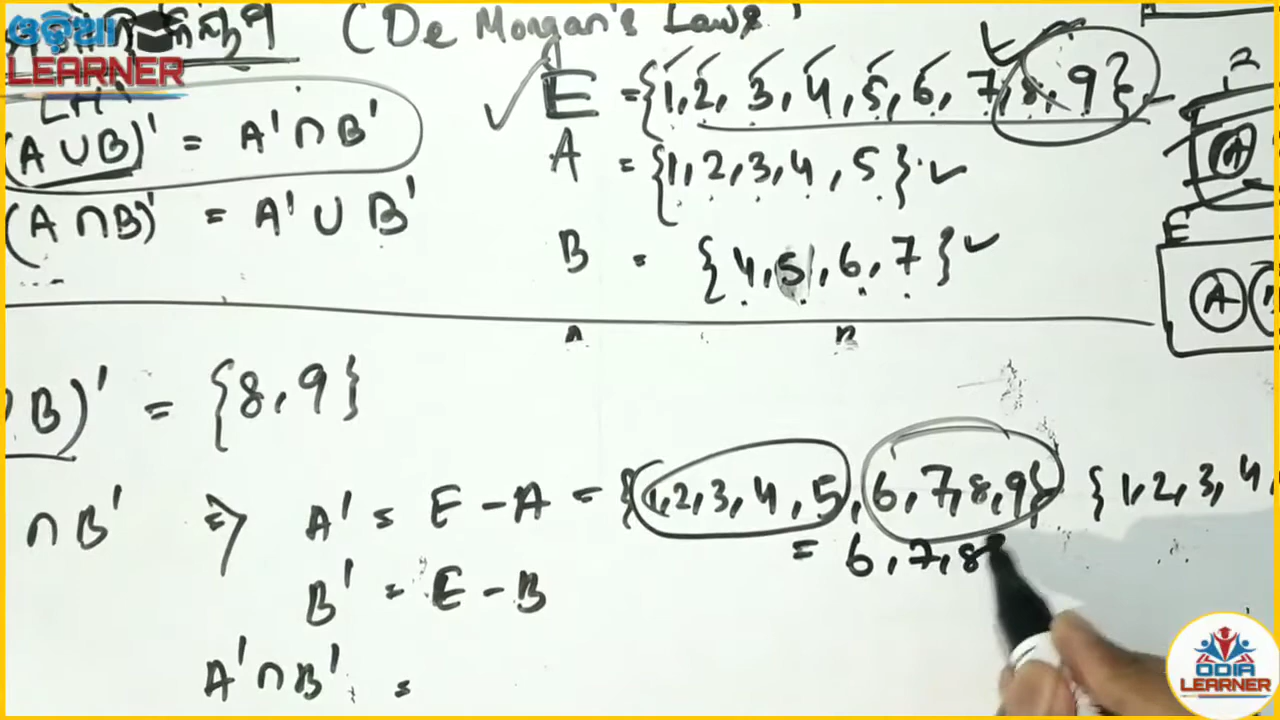 ଓଡ଼ିଆ
LEARNER
(De Morgan's Laws)
(A ∪ B)' = A' ∩ B'
(A ∩ B)' = A' ∪ B'
E = {1, 2, 3, 4, 5, 6, 7, 8, 9}
A = {1, 2, 3, 4, 5}
B = {4, 5, 6, 7}
E
A
A
A B
B)' = {8, 9}
∩ B' ⇒ A' = E - A = {1, 2, 3, 4, 5, 6, 7, 8, 9} {1, 2, 3, 4,
= 6, 7, 8
B' = E - B
A' ∩ B' =
ODIA
LEARNER